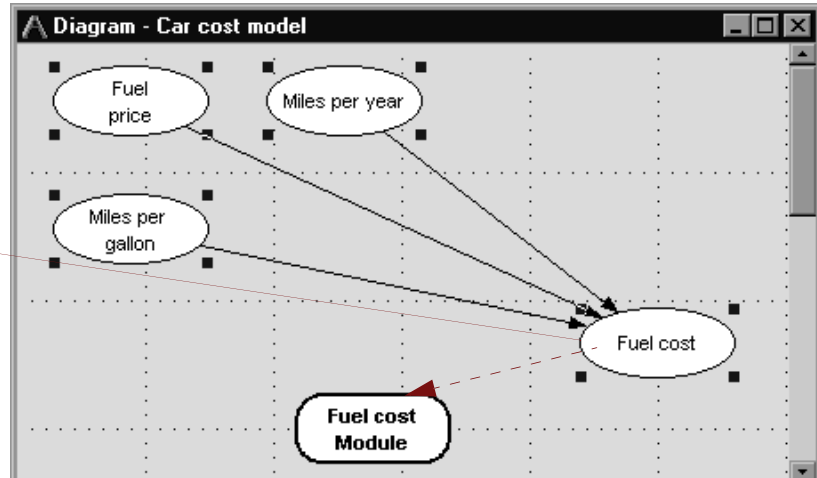 Diagram - Car cost model
Fuel
price
Miles per year
Miles per
gallon
Fuel cost
Fuel cost
Module